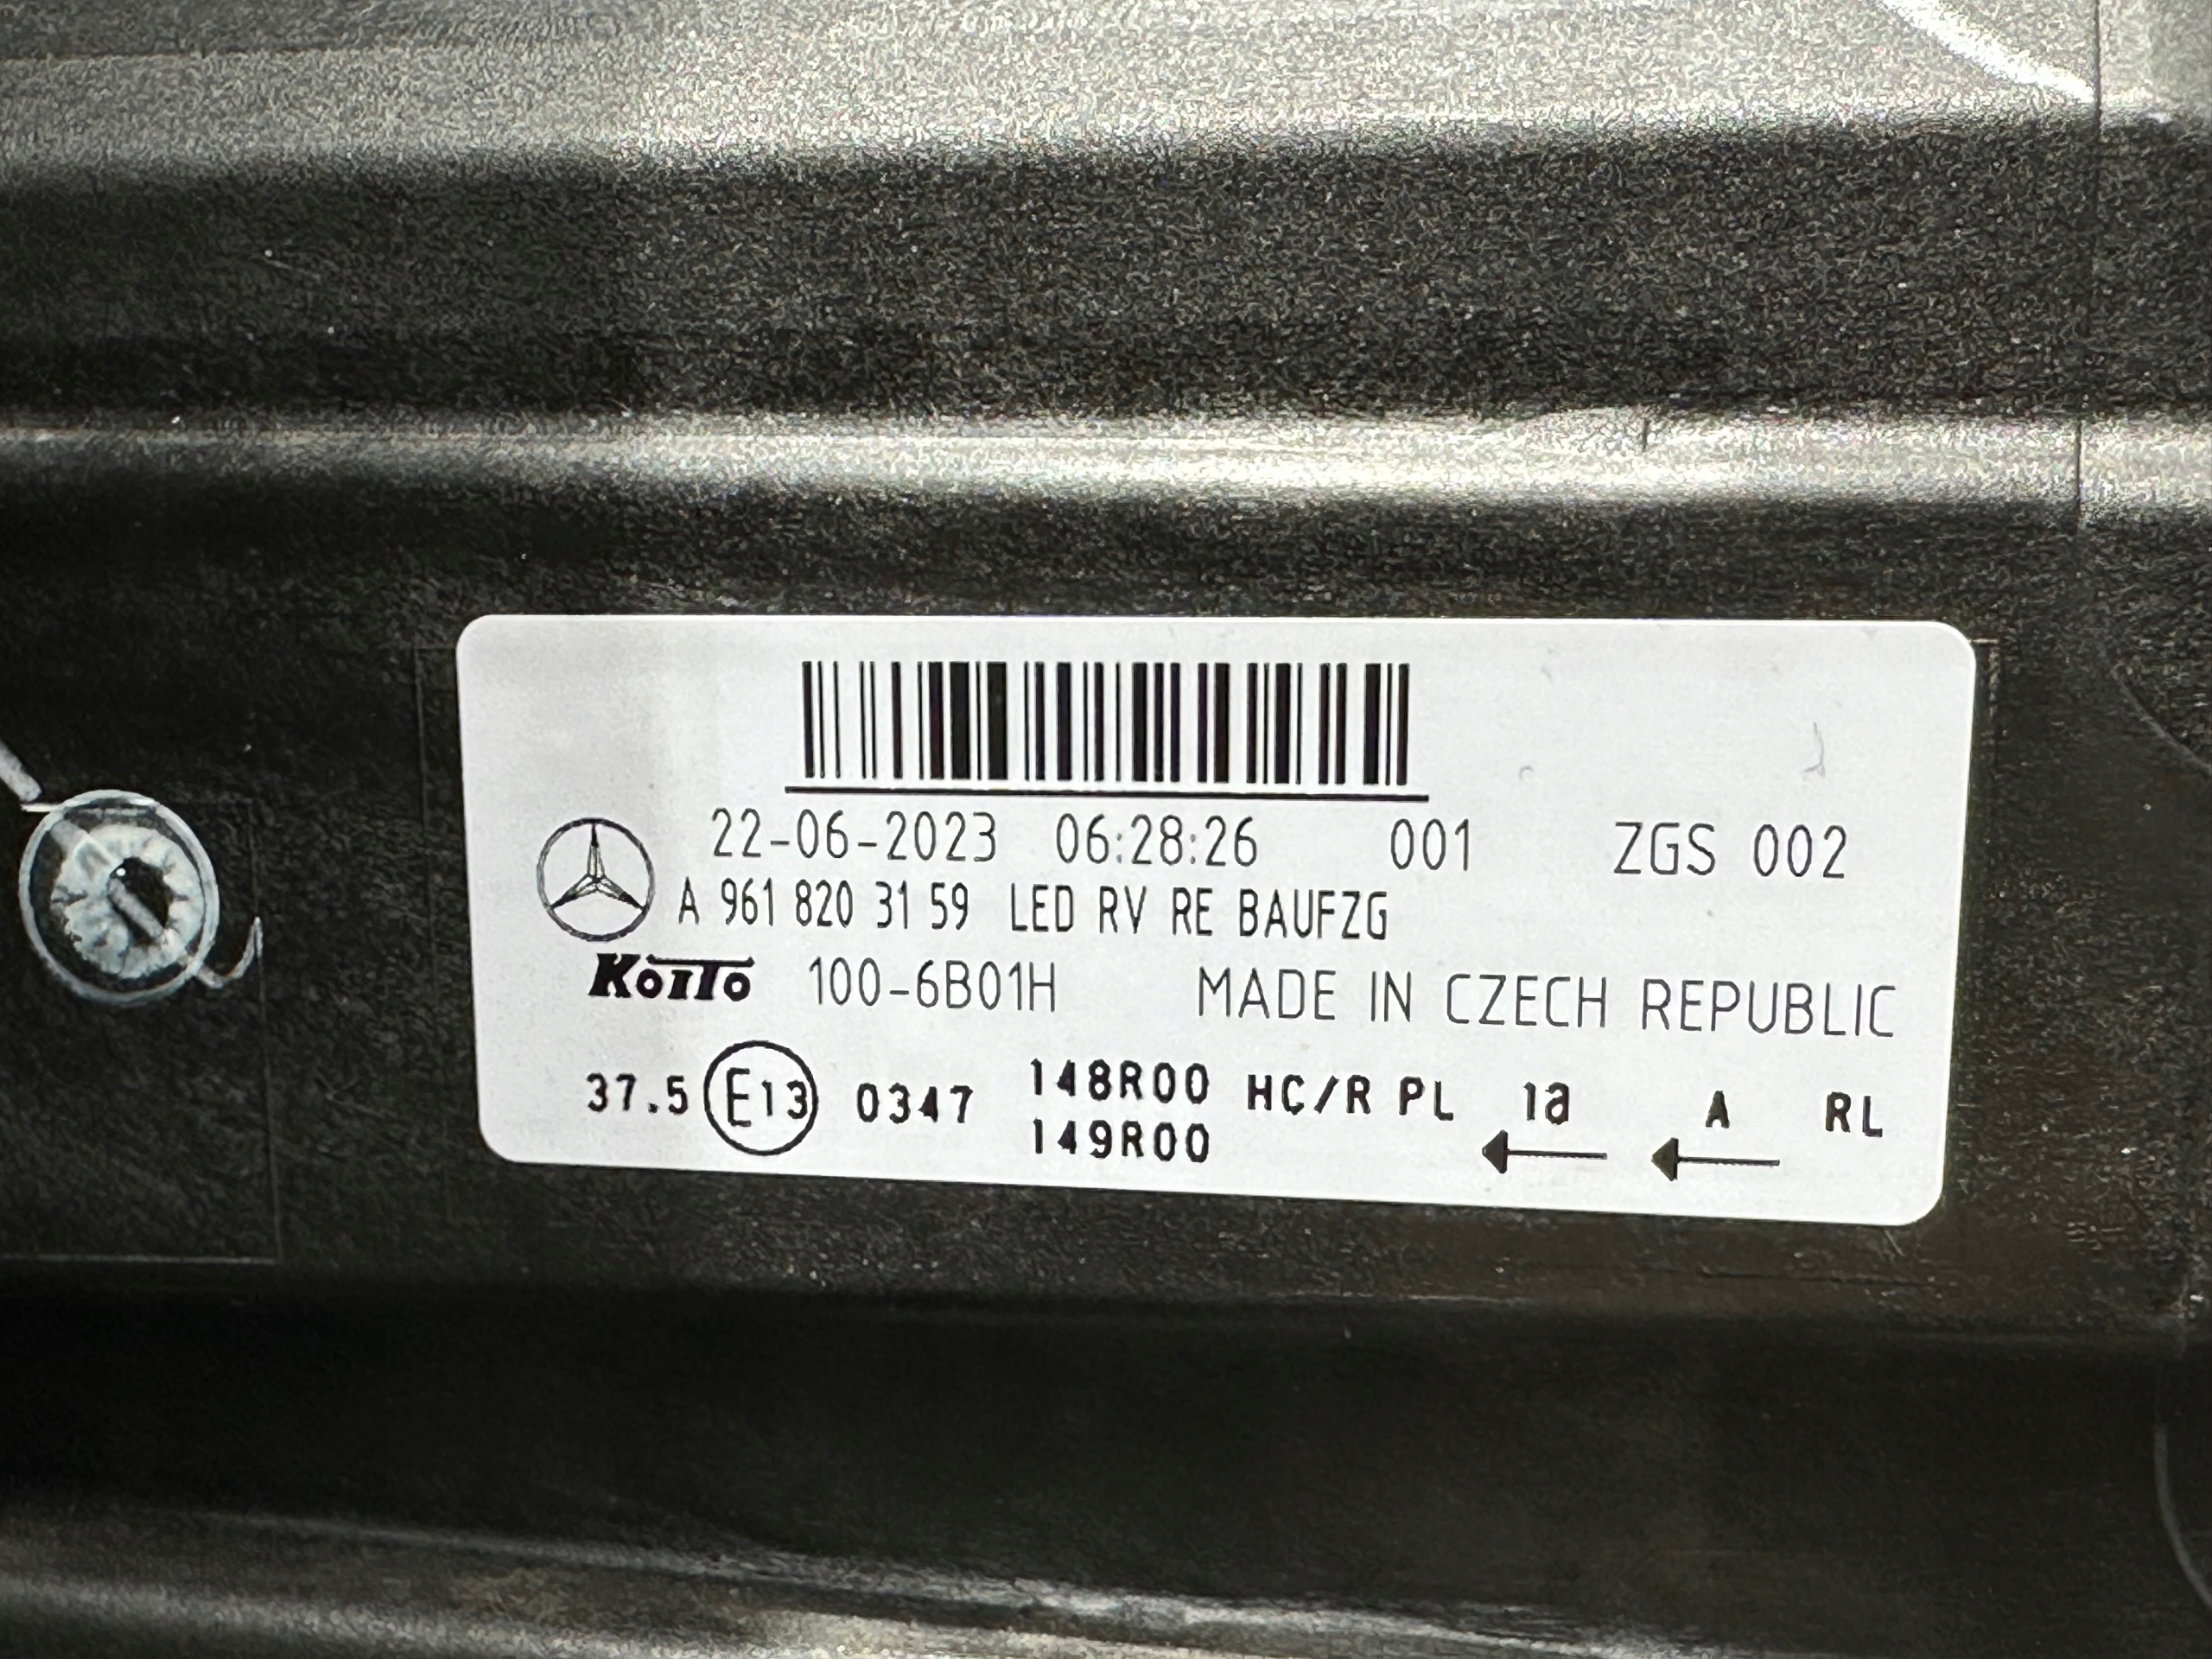 22-06-2023 06:28:26 001 ZGS 002
A 961 820 31 59 LED RV RE BAUFZG
KOITO 100-6B01H MADE IN CZECH REPUBLIC
37.5 E13 0347 148R00 HC/R PL 1a A RL
149R00